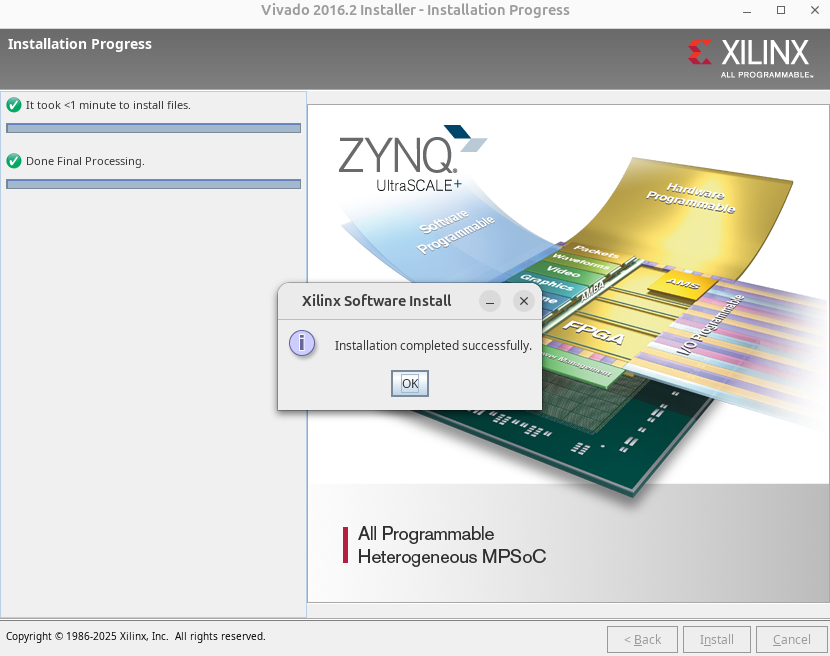 Vivado 2016.2 Installer - Installation Progress
Installation Progress
XILINX
ALL PROGRAMMABLE™
It took <1 minute to install files.
Done Final Processing.
ZYNQ.
UltraSCALE+
Software
Programmable
Hardware
Programmable
Packets
Waveforms
Video
Graphics
AMBA
AMS
FPGA
I/O Programmable
Management
Xilinx Software Install
Installation completed successfully.
OK
All Programmable
Heterogeneous MPSoC
Copyright © 1986-2025 Xilinx, Inc. All rights reserved.
< Back
Install
Cancel